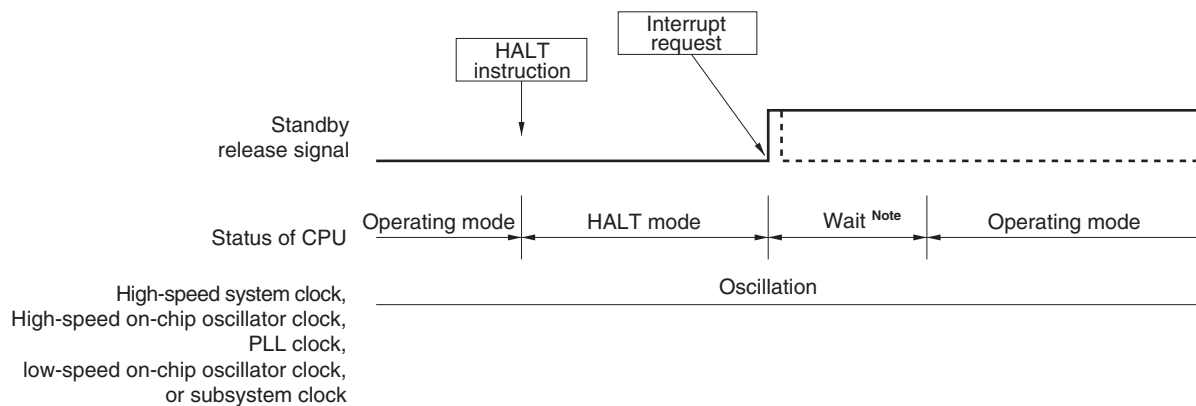 HALT
instruction
Interrupt
request
Standby
release signal
Status of CPU
Operating mode
HALT mode
Wait Note
Operating mode
High-speed system clock,
High-speed on-chip oscillator clock,
PLL clock,
low-speed on-chip oscillator clock,
or subsystem clock
Oscillation